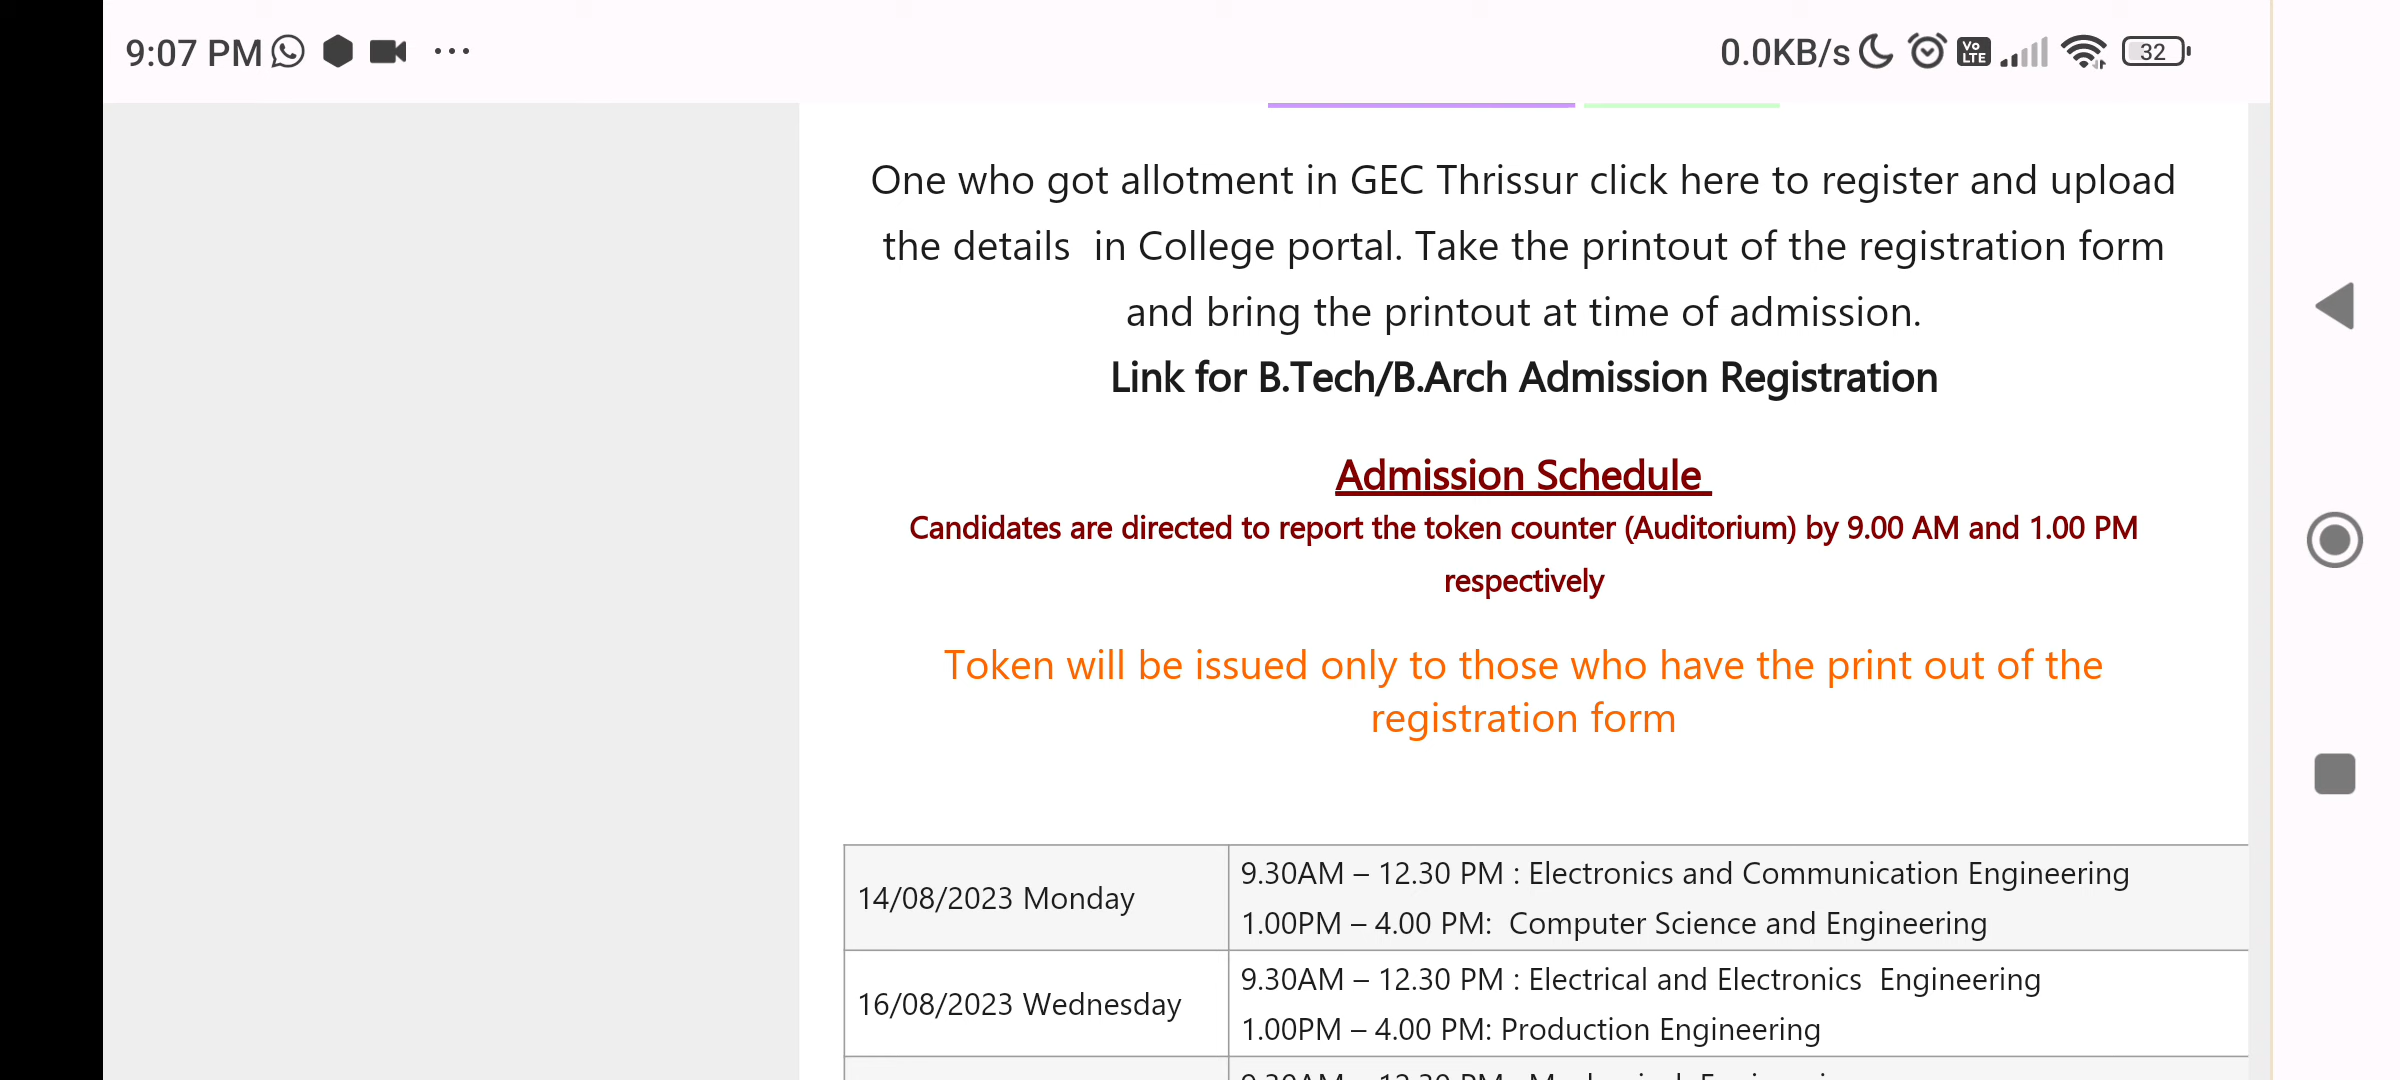 9:07 PM
0.0KB/s
Vo LTE
32
One who got allotment in GEC Thrissur click here to register and upload
the details  in College portal. Take the printout of the registration form
and bring the printout at time of admission.
Link for B.Tech/B.Arch Admission Registration
Admission Schedule
Candidates are directed to report the token counter (Auditorium) by 9.00 AM and 1.00 PM
respectively
Token will be issued only to those who have the print out of the
registration form
14/08/2023 Monday
9.30AM – 12.30 PM : Electronics and Communication Engineering
1.00PM – 4.00 PM:  Computer Science and Engineering
16/08/2023 Wednesday
9.30AM – 12.30 PM : Electrical and Electronics  Engineering
1.00PM – 4.00 PM: Production Engineering